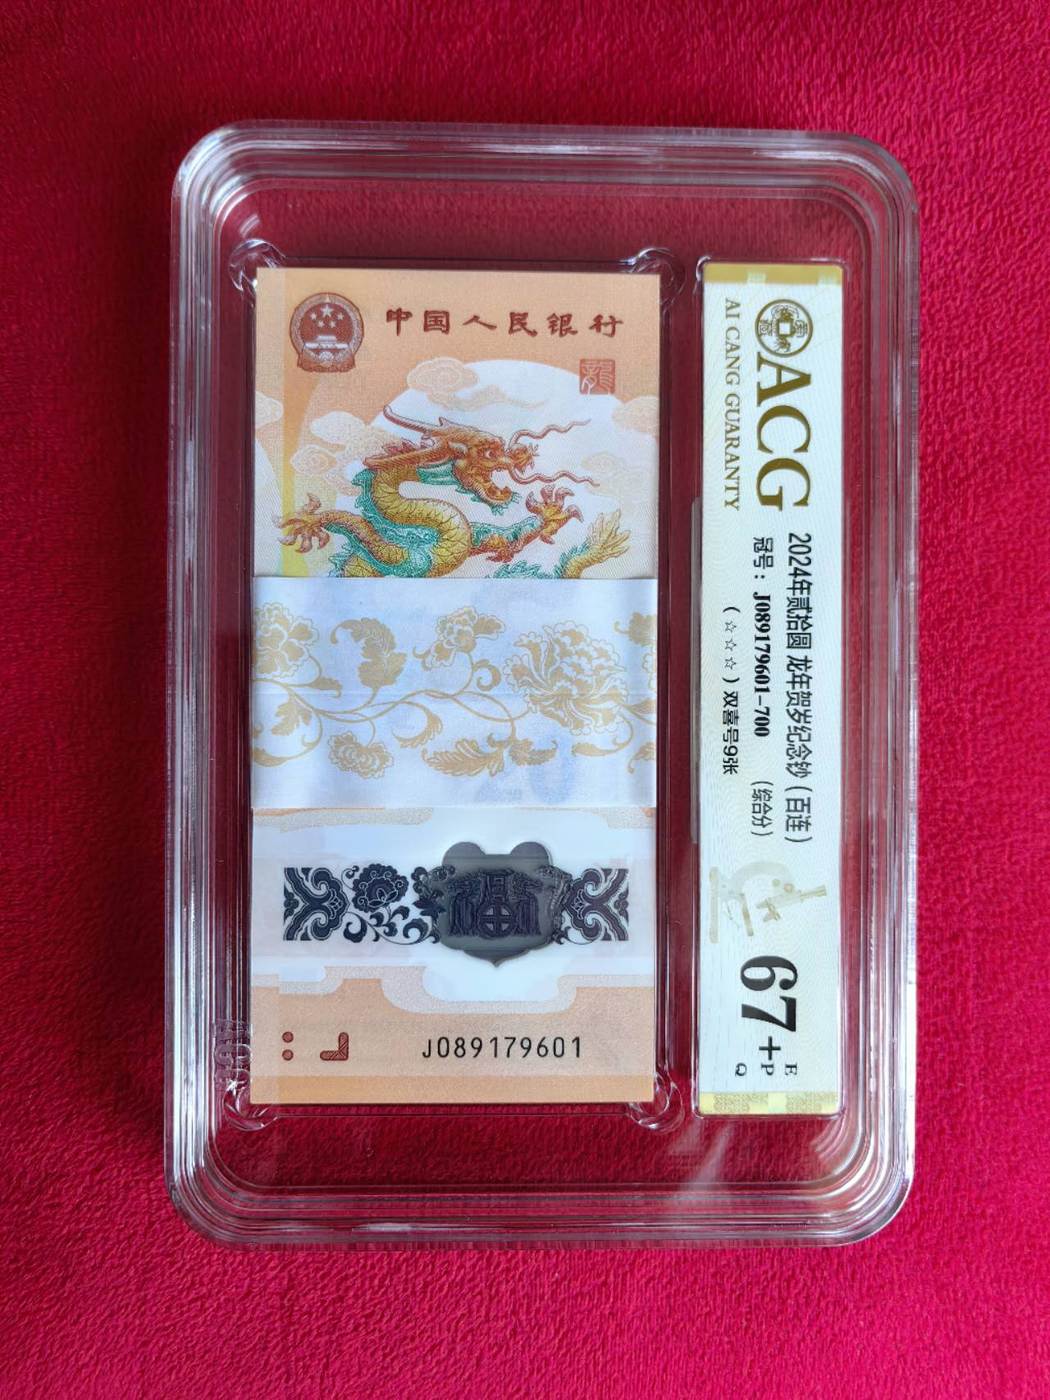 中国人民银行
龍
J089179601
ACG
AI CANG GUARANTY
2024年贰拾圆 龙年贺岁纪念钞（百连）
冠号：J089179601-700
（综合分）
（☆☆☆）双喜号9张
67+
E
P
Q